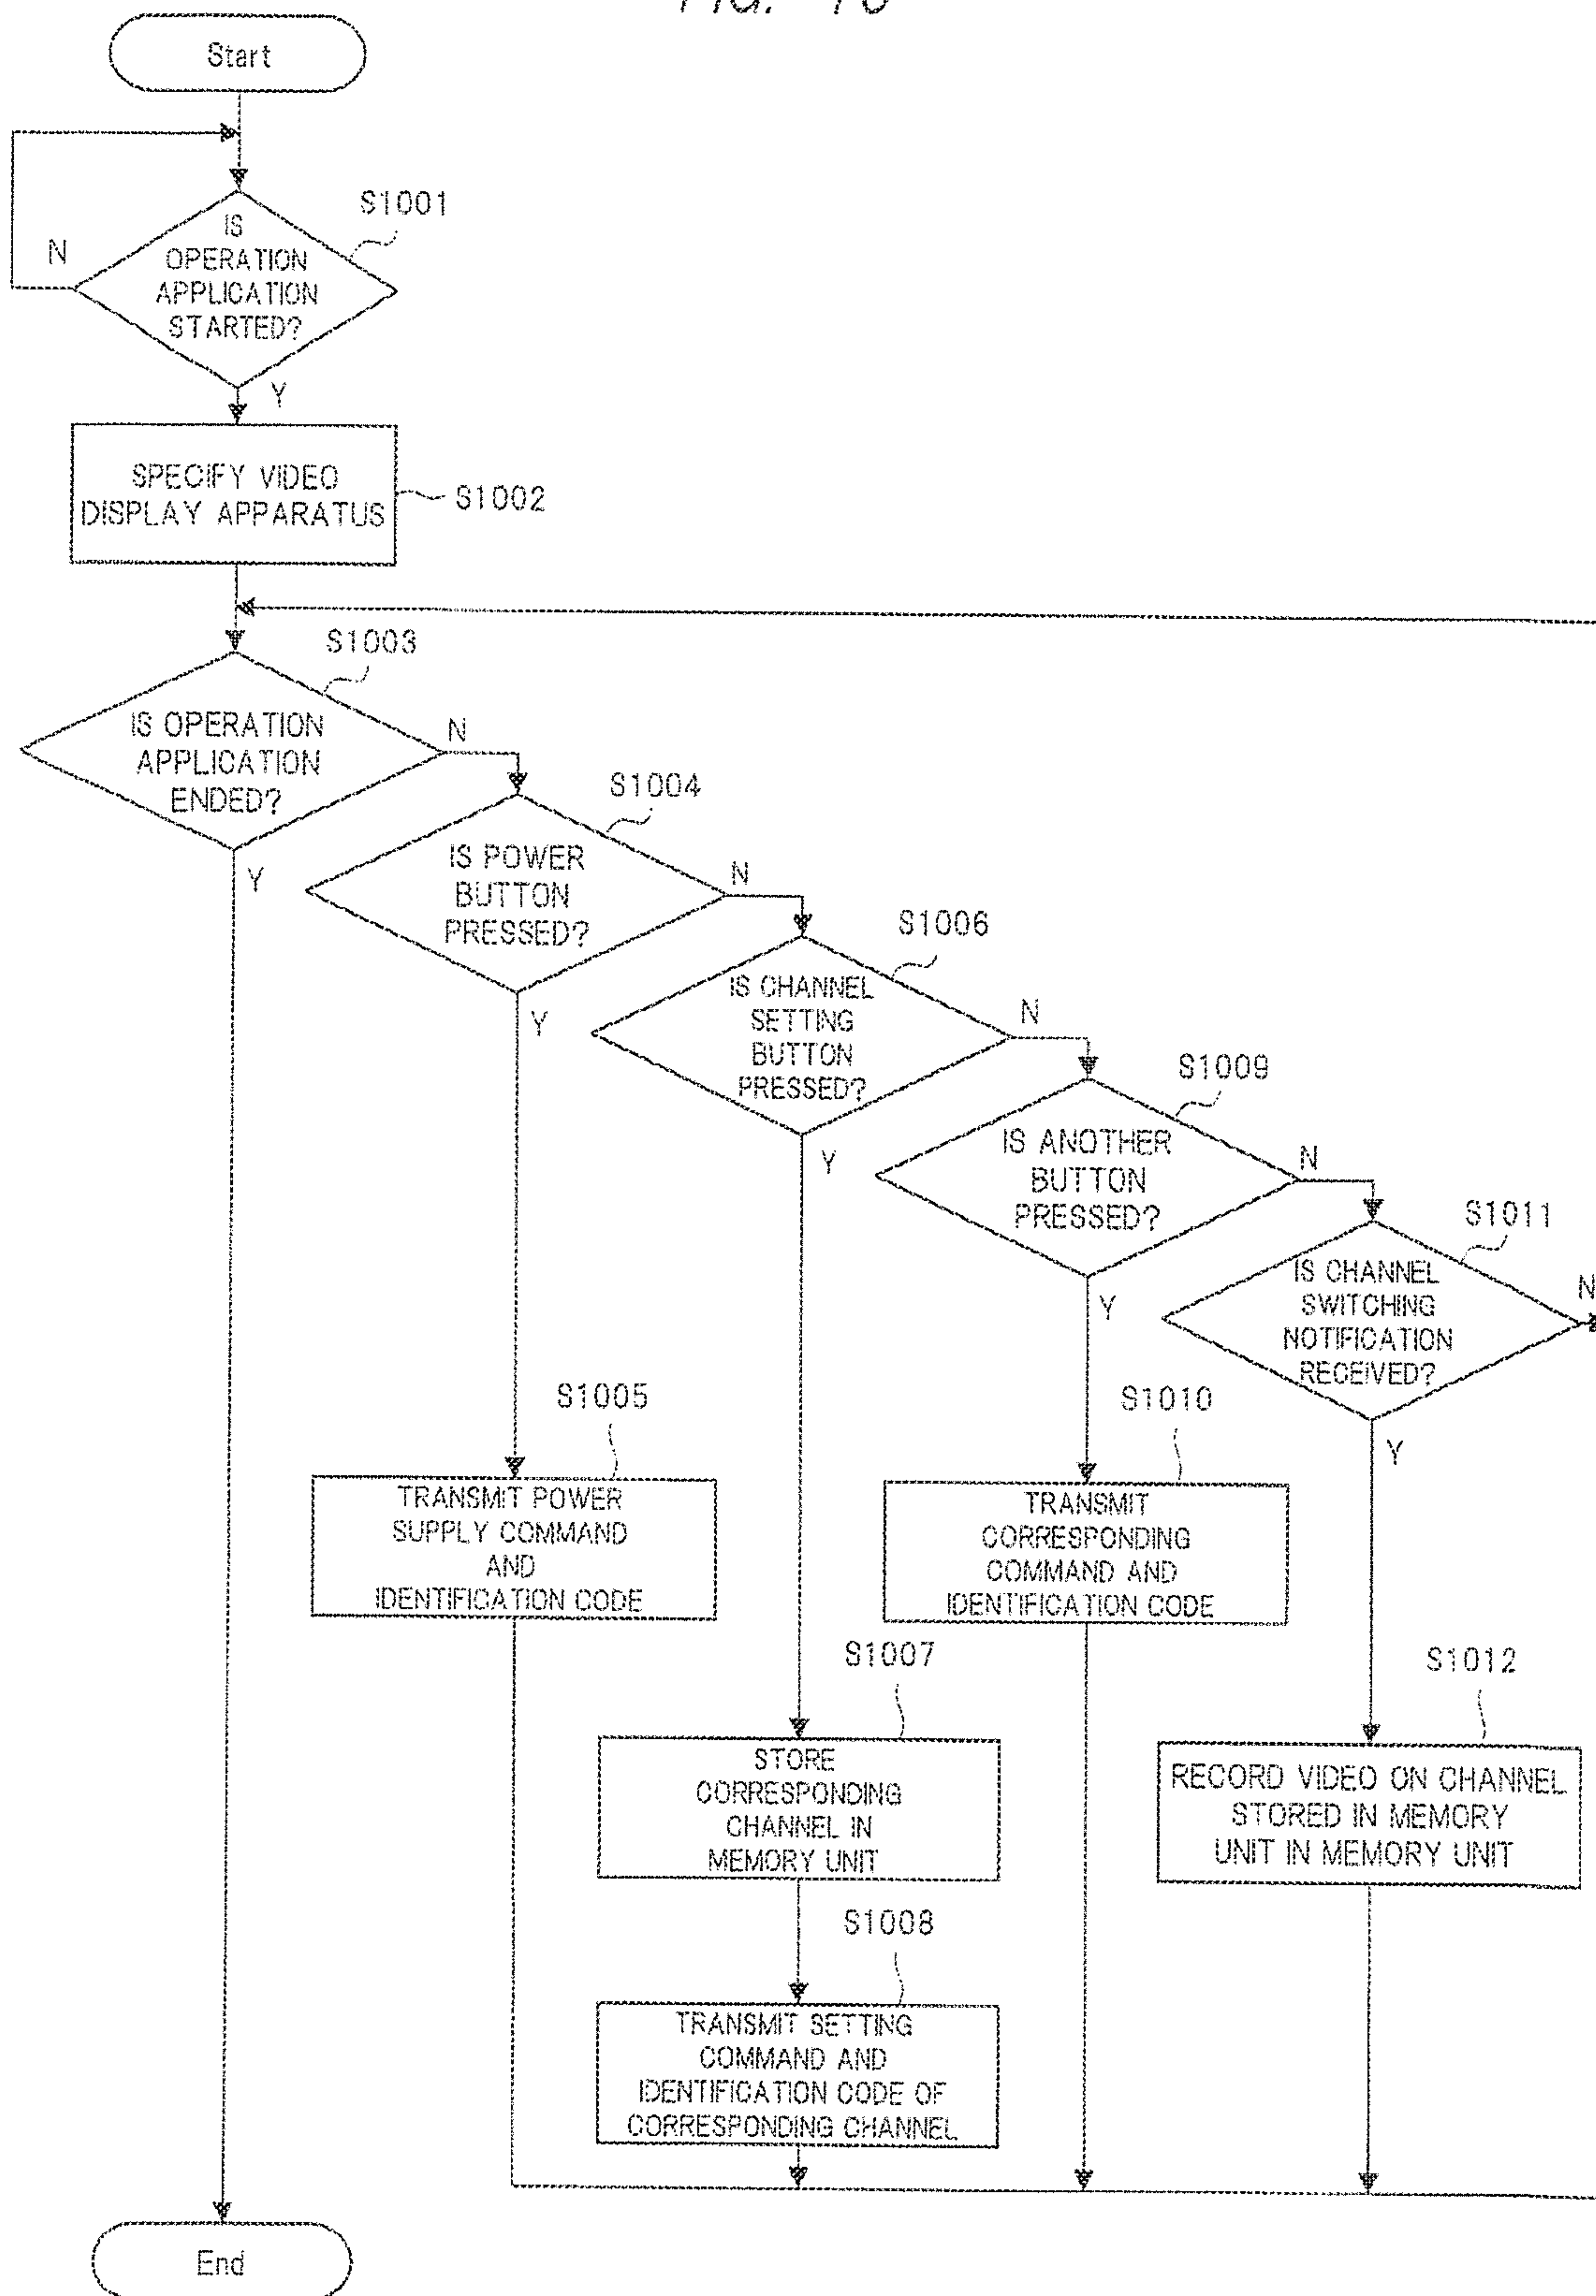 Start
S1001
N
IS
OPERATION
APPLICATION
STARTED?
Y
SPECIFY VIDEO
DISPLAY APPARATUS
S1002
S1003
IS OPERATION
APPLICATION
ENDED?
N
Y
S1004
IS POWER
BUTTON
PRESSED?
N
Y
S1006
IS CHANNEL
SETTING
BUTTON
PRESSED?
N
Y
S1009
IS ANOTHER
BUTTON
PRESSED?
N
Y
S1011
IS CHANNEL
SWITCHING
NOTIFICATION
RECEIVED?
N
Y
S1005
TRANSMIT POWER
SUPPLY COMMAND
AND
IDENTIFICATION CODE
S1010
TRANSMIT
CORRESPONDING
COMMAND AND
IDENTIFICATION CODE
S1007
STORE
CORRESPONDING
CHANNEL IN
MEMORY UNIT
S1012
RECORD VIDEO ON CHANNEL
STORED IN MEMORY
UNIT IN MEMORY UNIT
S1008
TRANSMIT SETTING
COMMAND AND
IDENTIFICATION CODE OF
CORRESPONDING CHANNEL
End